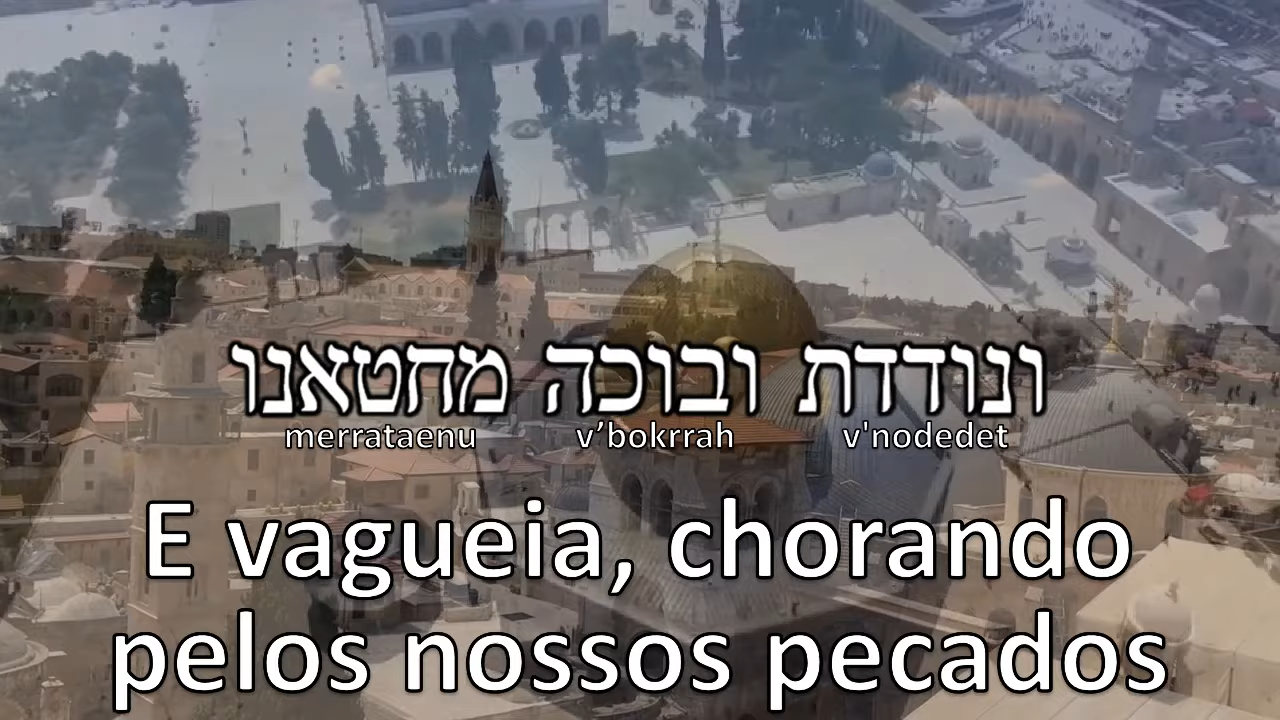 ונודדת ובוכה מחטאנו
merrataenu v’bokrrah v'nodedet
E vagueia, chorando
pelos nossos pecados